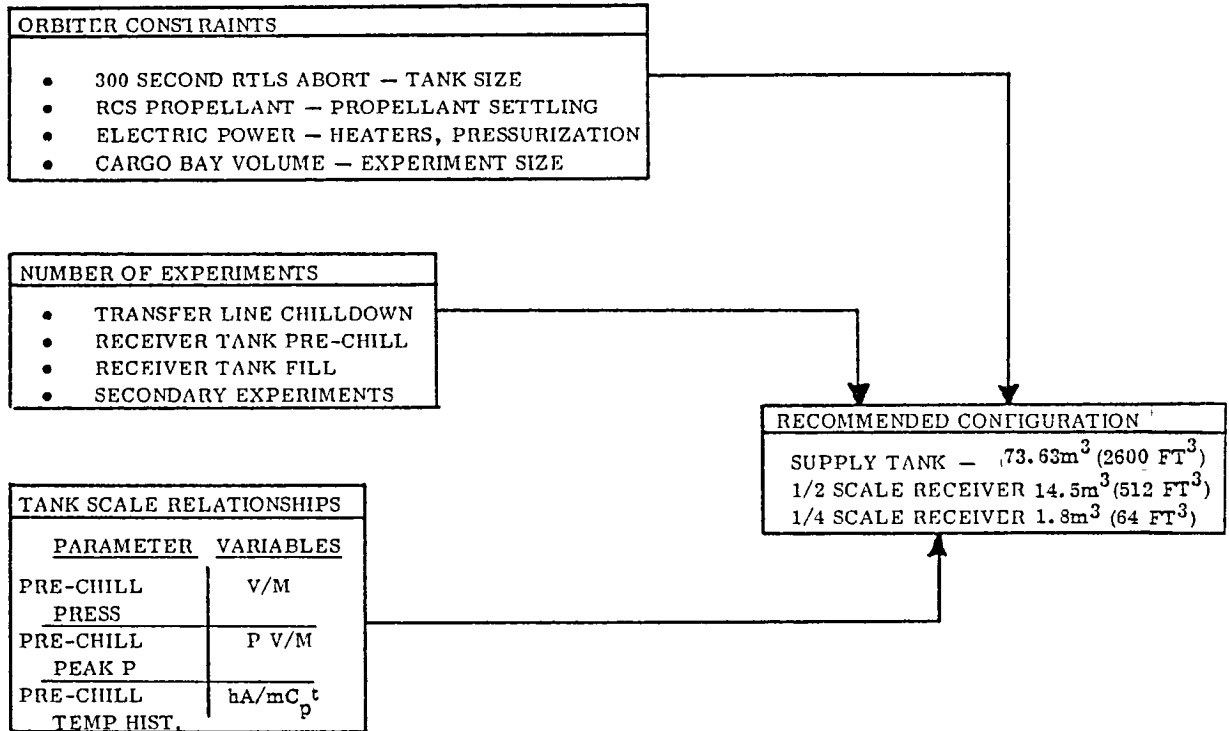 ORBITER CONSTRAINTS
• 300 SECOND RTLS ABORT — TANK SIZE
• RCS PROPELLANT — PROPELLANT SETTLING
• ELECTRIC POWER — HEATERS, PRESSURIZATION
• CARGO BAY VOLUME — EXPERIMENT SIZE
NUMBER OF EXPERIMENTS
• TRANSFER LINE CHILLDOWN
• RECEIVER TANK PRE-CHILL
• RECEIVER TANK FILL
• SECONDARY EXPERIMENTS
RECOMMENDED CONFIGURATION
SUPPLY TANK — 73.63m³ (2600 FT³)
1/2 SCALE RECEIVER 14.5m³ (512 FT³)
1/4 SCALE RECEIVER 1.8m³ (64 FT³)
TANK SCALE RELATIONSHIPS
PARAMETER VARIABLES
PRE-CHILL V/M
PRESS
PRE-CHILL P V/M
PEAK P
PRE-CHILL hA/mCpt
TEMP HIST.